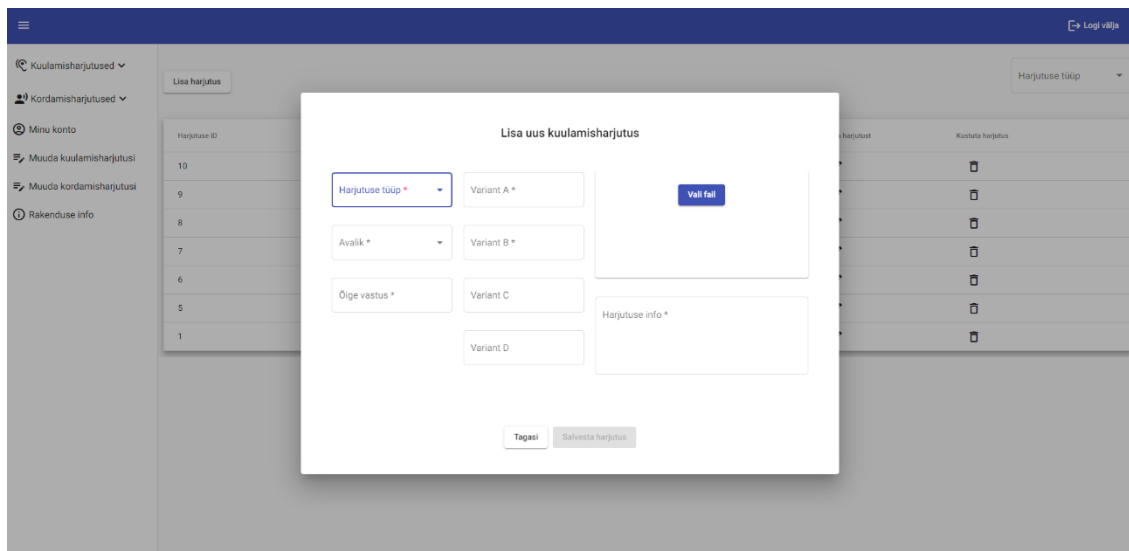 Logi välja
Kuulamisharjutused
Kordamisharjutused
Minu konto
Muuda kuulamisharjutusi
Muuda kordamisharjutusi
Rakenduse info
Lisa harjutus
Harjutuse tüüp
Harjutuse ID
harjutust
Kustuta harjutus
10
9
8
7
6
5
1
Lisa uus kuulamisharjutus
Harjutuse tüüp *
Avalik *
Õige vastus *
Variant A *
Variant B *
Variant C
Variant D
Vali fail
Harjutuse info *
Tagasi
Salvesta harjutus